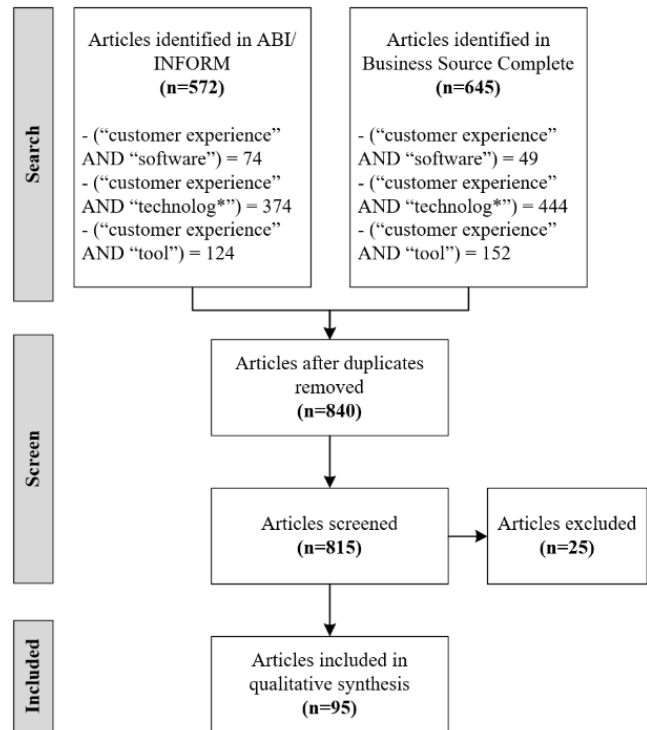 Search
Articles identified in ABI/
INFORM
(n=572)
- (“customer experience”
AND “software”) = 74
- (“customer experience”
AND “technolog*”) = 374
- (“customer experience”
AND “tool”) = 124
Articles identified in
Business Source Complete
(n=645)
- (“customer experience”
AND “software”) = 49
- (“customer experience”
AND “technolog*”) = 444
- (“customer experience”
AND “tool”) = 152
Screen
Articles after duplicates
removed
(n=840)
Articles screened
(n=815)
Articles excluded
(n=25)
Included
Articles included in
qualitative synthesis
(n=95)